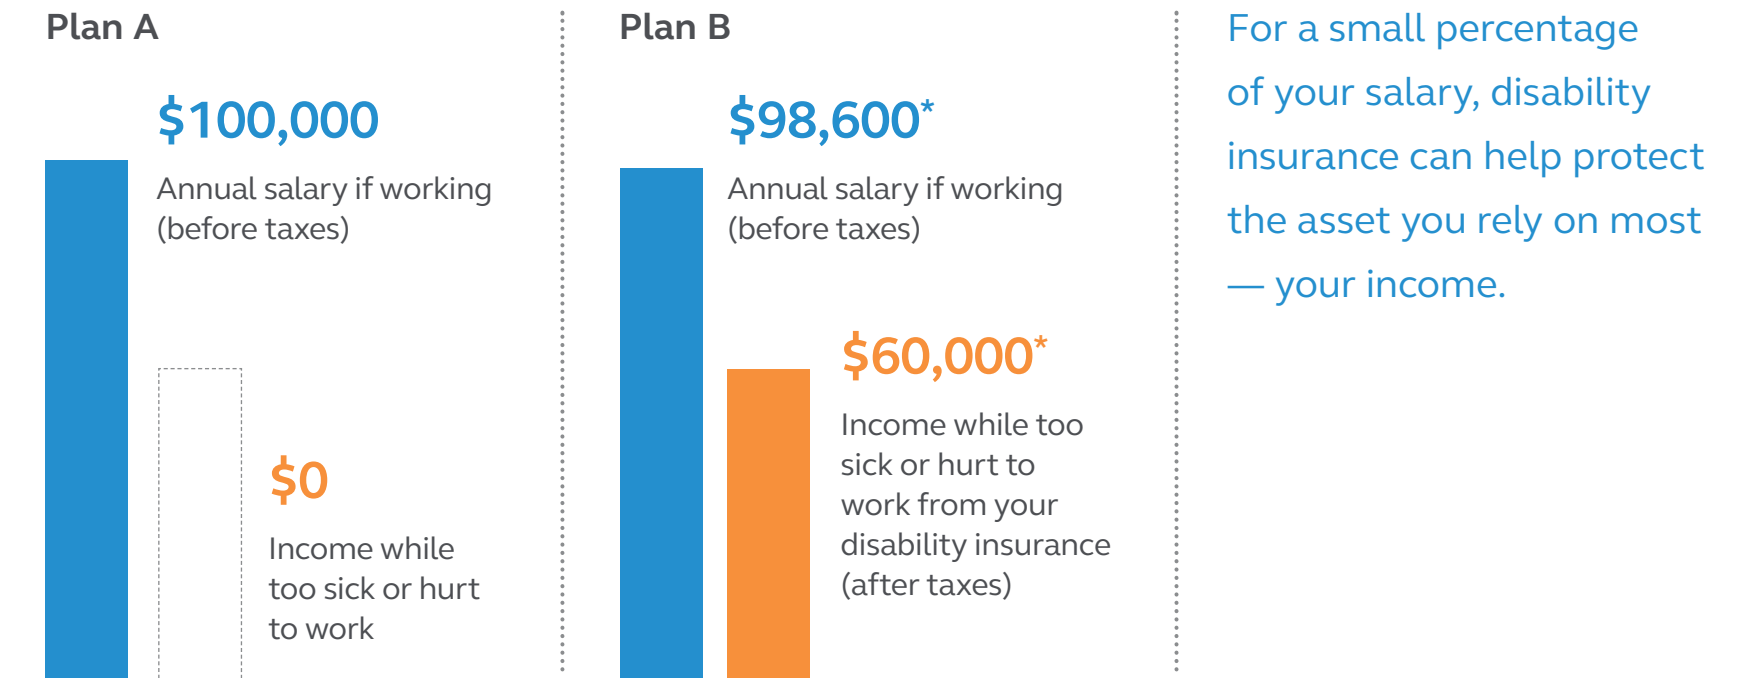 Plan A
$100,000
Annual salary if working
(before taxes)
$0
Income while
too sick or hurt
to work
Plan B
$98,600*
Annual salary if working
(before taxes)
$60,000*
Income while too
sick or hurt to
work from your
disability insurance
(after taxes)
For a small percentage
of your salary, disability
insurance can help protect
the asset you rely on most
— your income.